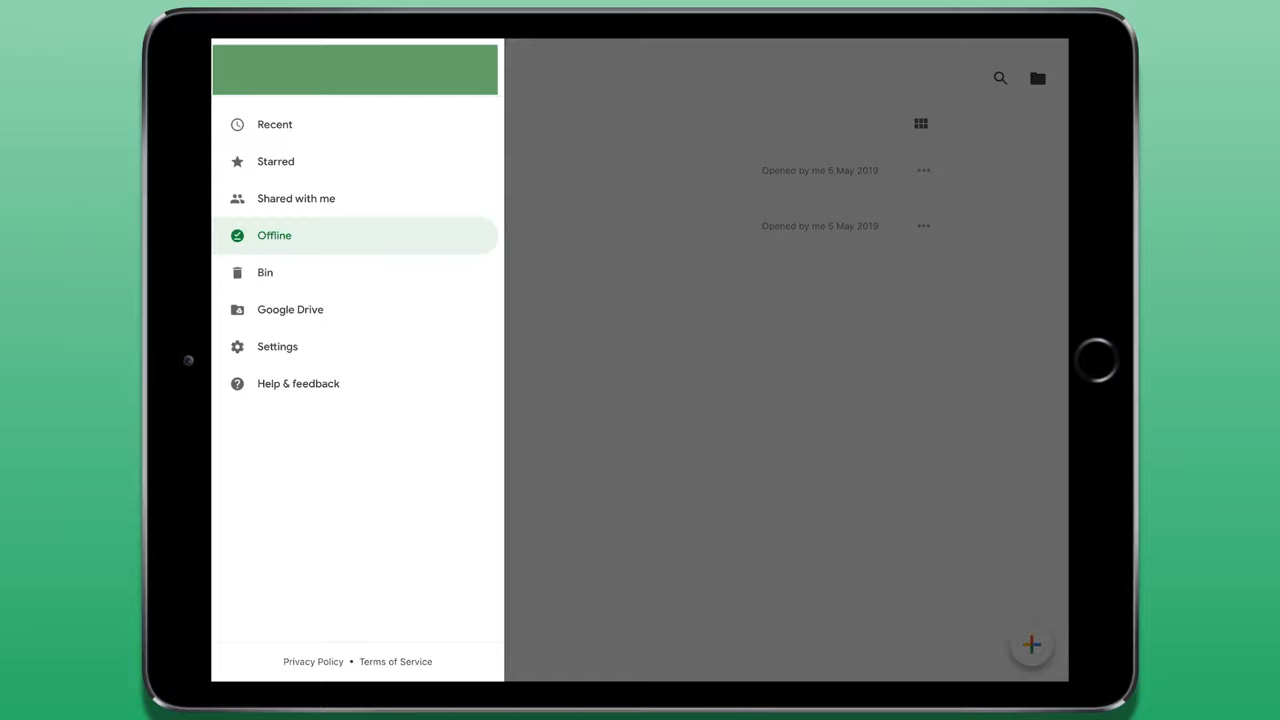 Recent
Starred
Shared with me
Offline
Bin
Google Drive
Settings
Help & feedback
Privacy Policy • Terms of Service
Opened by me 5 May 2019
Opened by me 5 May 2019